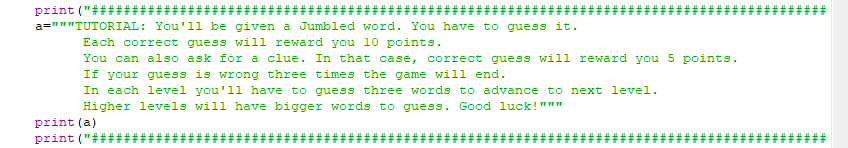 print("############################################################################################
a="""TUTORIAL: You'll be given a Jumbled word. You have to guess it.
      Each correct guess will reward you 10 points.
      You can also ask for a clue. In that case, correct guess will reward you 5 points.
      If your guess is wrong three times the game will end.
      In each level you'll have to guess three words to advance to next level.
      Higher levels will have bigger words to guess. Good luck!"""
print(a)
print("############################################################################################